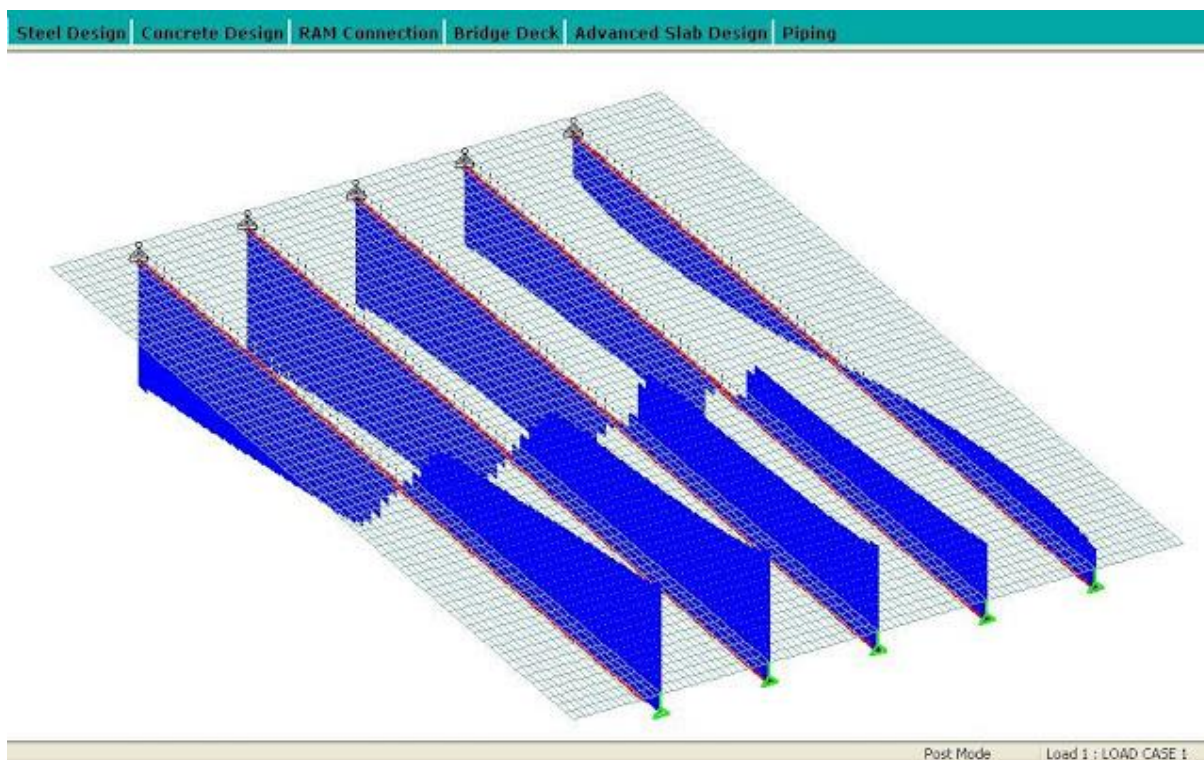 Steel Design Concrete Design RAM Connection Bridge Deck Advanced Slab Design Piping
Post Mode Load 1 : LOAD CASE 1